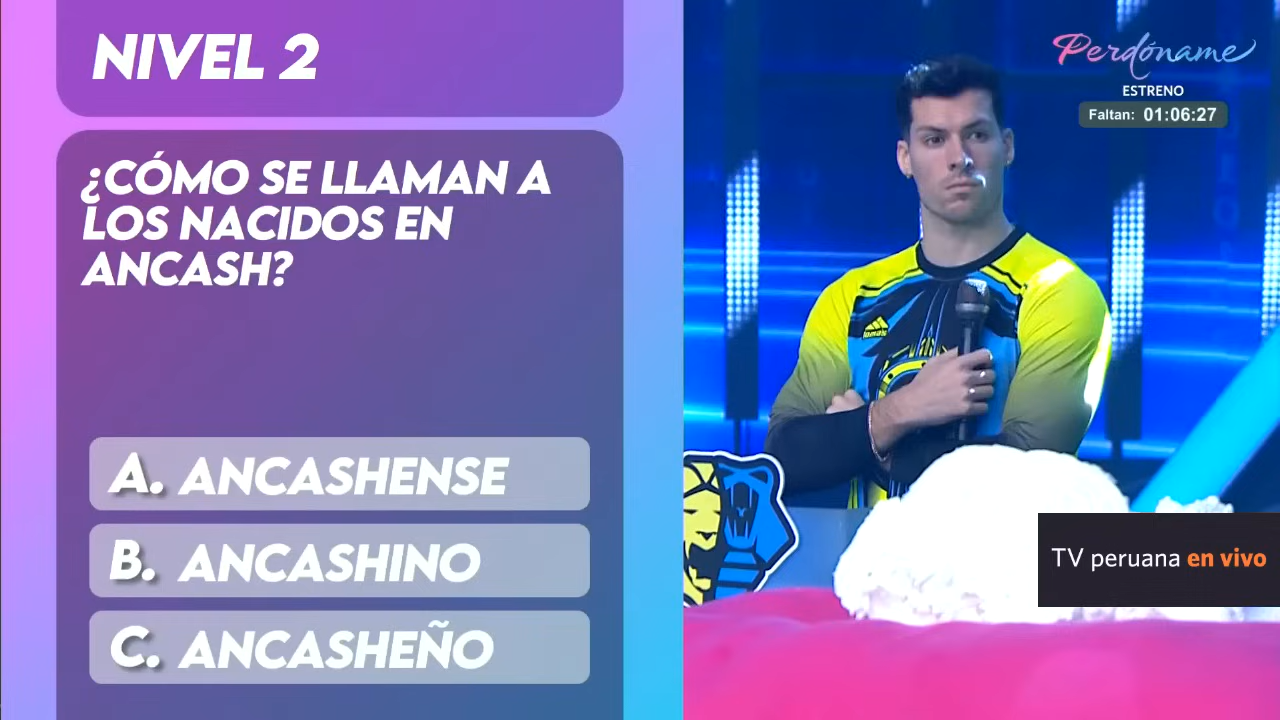 NIVEL 2
¿CÓMO SE LLAMAN A
LOS NACIDOS EN
ANCASH?
A. ANCASHENSE
B. ANCASHINO
C. ANCASHEÑO
Perdóname
ESTRENO
Faltan: 01:06:27
TV peruana en vivo